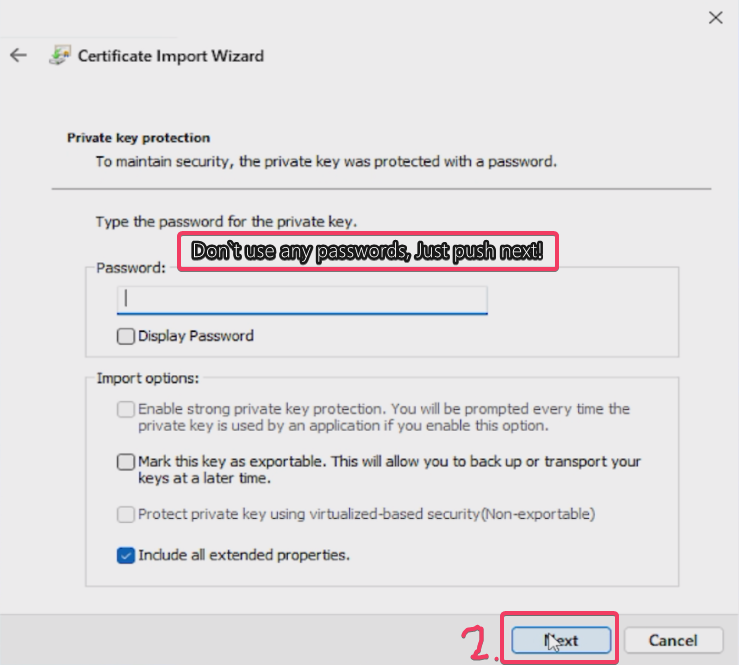 Certificate Import Wizard
Private key protection
To maintain security, the private key was protected with a password.
Type the password for the private key.
Don`t use any passwords, Just push next!
Password:
Display Password
Import options:
Enable strong private key protection. You will be prompted every time the
private key is used by an application if you enable this option.
Mark this key as exportable. This will allow you to back up or transport your
keys at a later time.
Protect private key using virtualized-based security(Non-exportable)
Include all extended properties.
2.
Next
Cancel